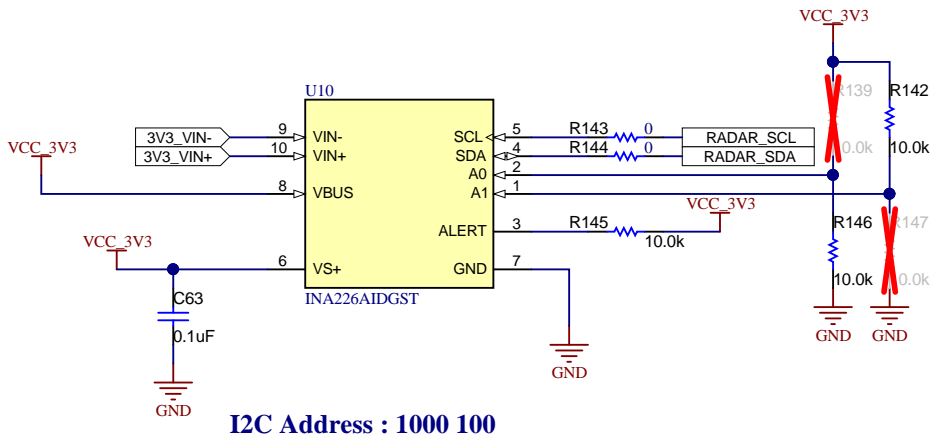 VCC_3V3
U10
R139
R142
3V3_VIN-
9
VIN-
SCL
5
R143
0
RADAR_SCL
3V3_VIN+
10
VIN+
SDA
4
R144
0
RADAR_SDA
0.0k
10.0k
VCC_3V3
A0
2
8
VBUS
A1
1
VCC_3V3
ALERT
3
R145
10.0k
R146
R147
VCC_3V3
6
VS+
GND
7
10.0k
0.0k
INA226AIDGST
C63
0.1uF
GND
GND
GND
GND
I2C Address : 1000 100